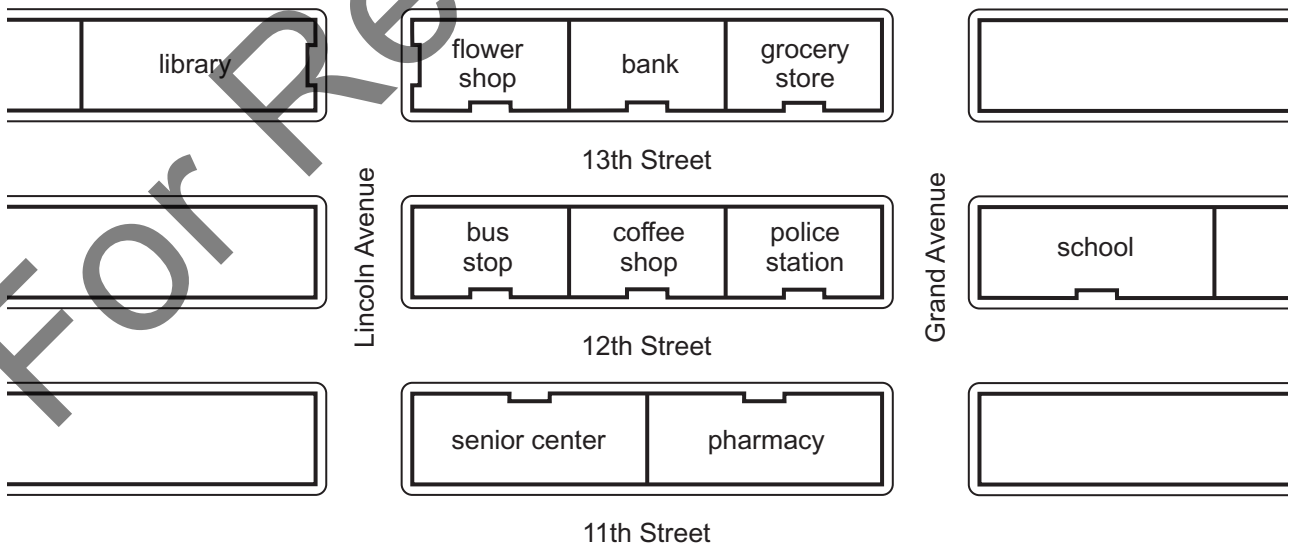 library
flower
shop
bank
grocery
store
13th Street
Lincoln Avenue
Grand Avenue
bus
stop
coffee
shop
police
station
school
12th Street
senior center
pharmacy
11th Street
For Re